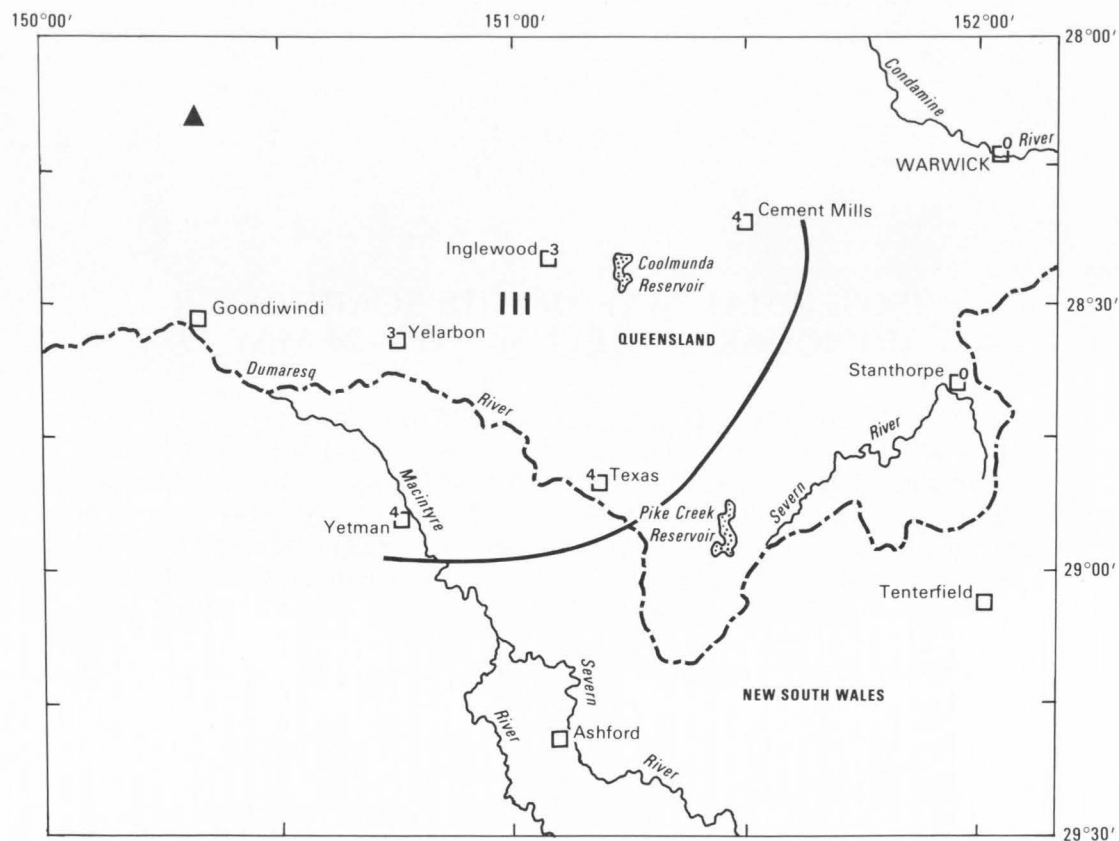 150°00' 151°00' 152°00'
28°00'
Condamine
River
0
WARWICK
4 Cement Mills
Inglewood 3
Coolmunda
Reservoir
III
28°30'
Goondiwindi
3 Yelarbon
QUEENSLAND
Dumaresq
River
Stanthorpe 0
River
4 Texas
Macintyre
Severn
Pike Creek
Reservoir
4
Yetman
29°00'
Tenterfield
Severn
NEW SOUTH WALES
River
Ashford
River
29°30'